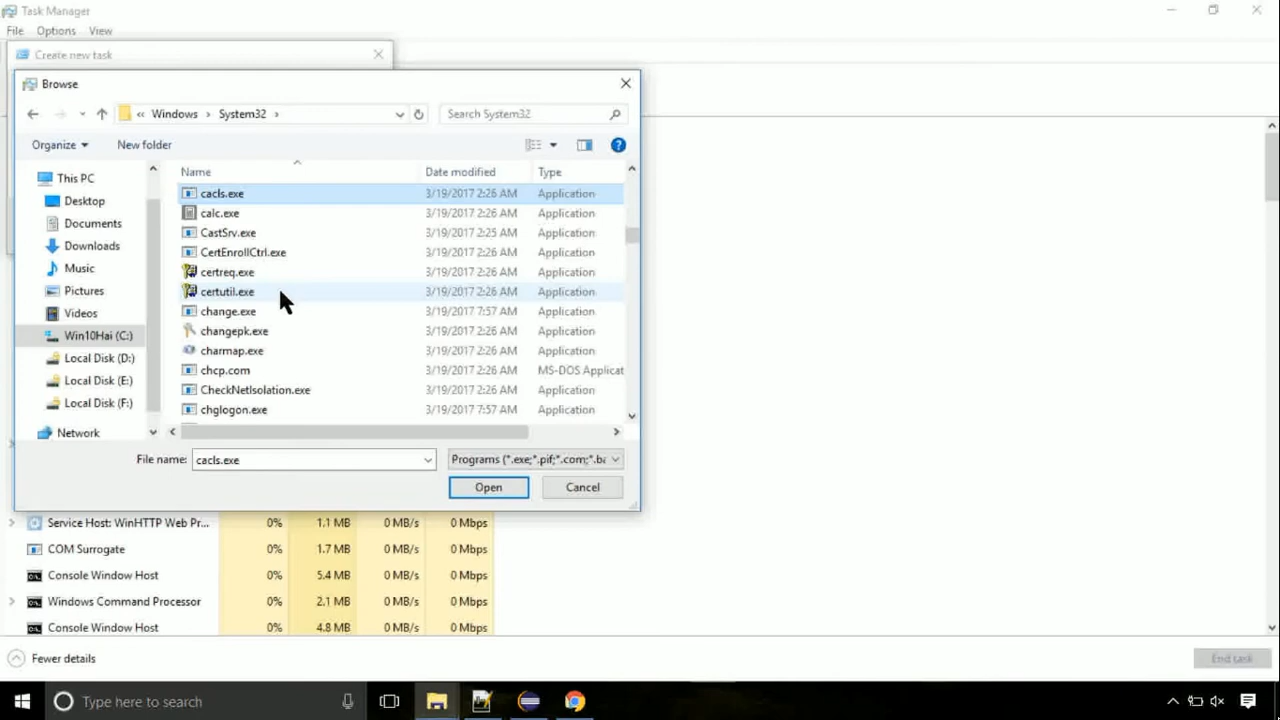 Task Manager
File Options View
Create new task
Browse
« Windows › System32 ›
Search System32
Organize
New folder
Name Date modified Type
This PC
Desktop
Documents
Downloads
Music
Pictures
Videos
Win10Hai (C:)
Local Disk (D:)
Local Disk (E:)
Local Disk (F:)
Network
cacls.exe 3/19/2017 2:26 AM Application
calc.exe 3/19/2017 2:26 AM Application
CastSrv.exe 3/19/2017 2:25 AM Application
CertEnrollCtrl.exe 3/19/2017 2:26 AM Application
certreq.exe 3/19/2017 2:26 AM Application
certutil.exe 3/19/2017 2:26 AM Application
change.exe 3/19/2017 7:57 AM Application
changepk.exe 3/19/2017 2:26 AM Application
charmap.exe 3/19/2017 2:26 AM Application
chcp.com 3/19/2017 2:26 AM MS-DOS Applicat
CheckNetIsolation.exe 3/19/2017 2:26 AM Application
chglogon.exe 3/19/2017 7:57 AM Application
File name: cacls.exe
Programs (*.exe;*.pif;*.com;*.ba
Open
Cancel
Service Host: WinHTTP Web Pr... 0% 1.1 MB 0 MB/s 0 Mbps
COM Surrogate 0% 1.7 MB 0 MB/s 0 Mbps
Console Window Host 0% 5.4 MB 0 MB/s 0 Mbps
Windows Command Processor 0% 2.1 MB 0 MB/s 0 Mbps
Console Window Host 0% 4.8 MB 0 MB/s 0 Mbps
Fewer details
End task
Type here to search